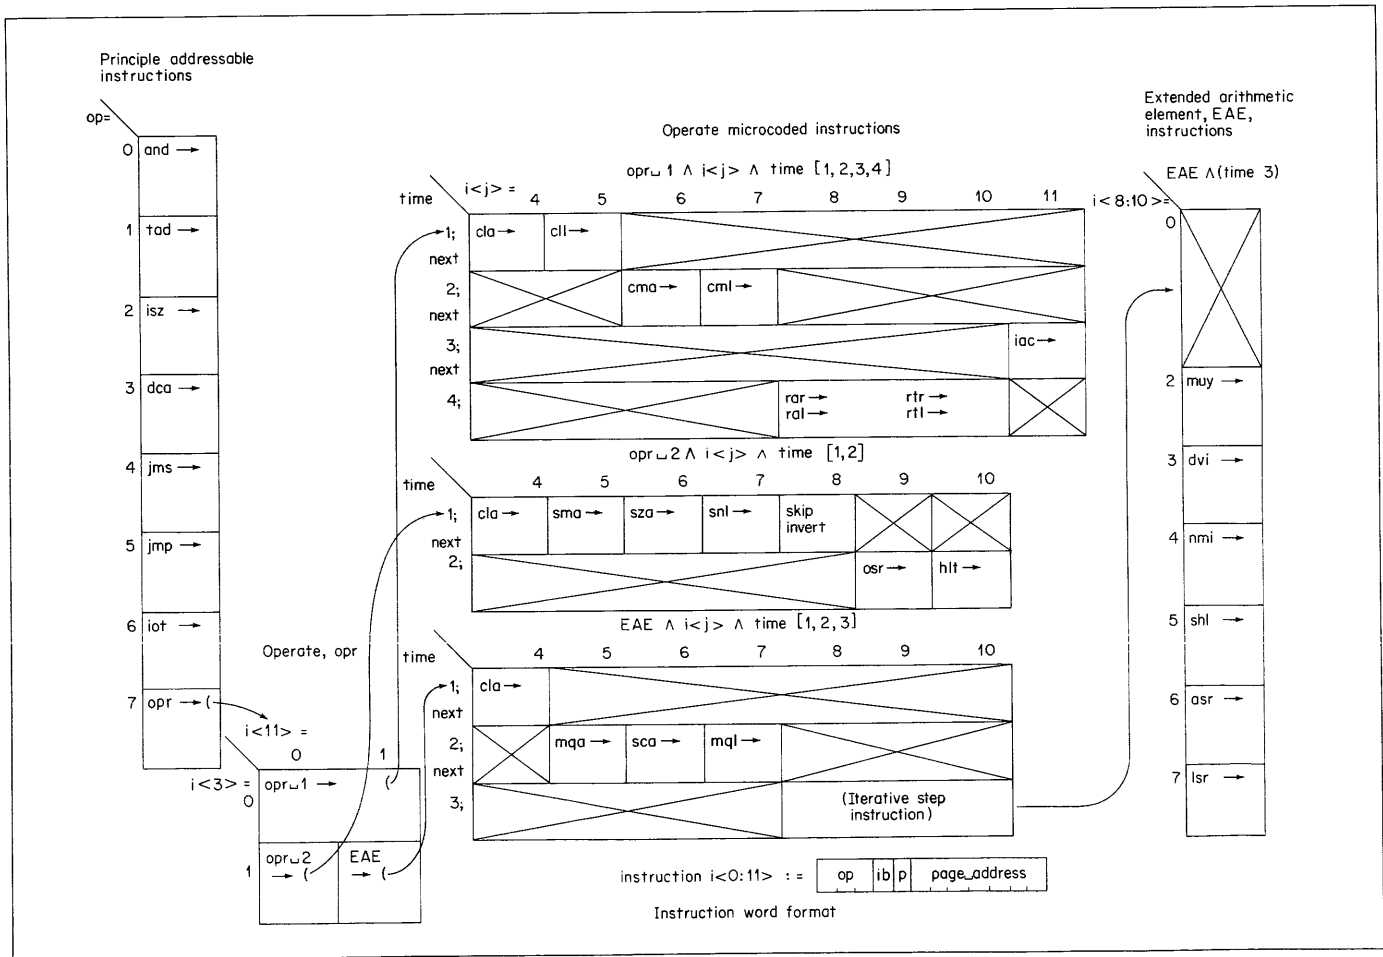 Principle addressable
instructions
op=
0 and →
1 tad →
2 isz →
3 dca →
4 jms →
5 jmp →
6 iot →
7 opr → (
Operate, opr
i<11> =
0 1
i<3> =
0 opr␣1 → (
1 opr␣2 → ( EAE → (
Operate microcoded instructions
opr␣1 ∧ i<j> ∧ time [1,2,3,4]
time i<j> = 4 5 6 7 8 9 10 11
1; cla → cll →
next
2; cma → cml →
next
3; iac →
next
4; rar → rtr →
ral → rtl →
opr␣2 ∧ i<j> ∧ time [1,2]
time 4 5 6 7 8 9 10
1; cla → sma → sza → snl → skip
invert
next
2; osr → hlt →
EAE ∧ i<j> ∧ time [1,2,3]
time 4 5 6 7 8 9 10
1; cla →
next
2; mqa → sca → mql →
next
3; (Iterative step
instruction)
instruction i<0:11> := op ib p page␣address
Instruction word format
Extended arithmetic
element, EAE,
instructions
EAE ∧(time 3)
i<8:10>=
0
2 muy →
3 dvi →
4 nmi →
5 shl →
6 asr →
7 lsr →